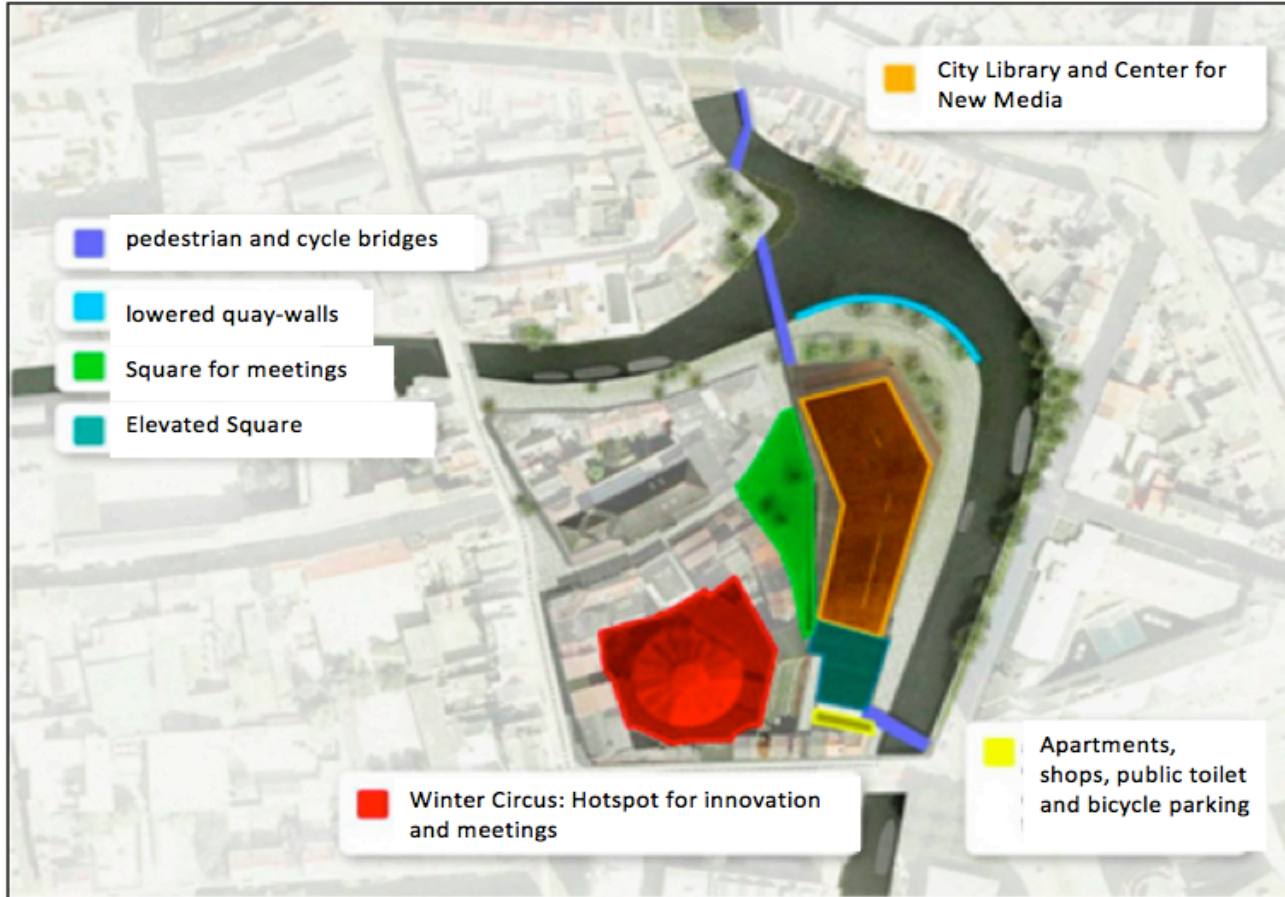 City Library and Center for
New Media
pedestrian and cycle bridges
lowered quay-walls
Square for meetings
Elevated Square
Apartments,
shops, public toilet
and bicycle parking
Winter Circus: Hotspot for innovation
and meetings